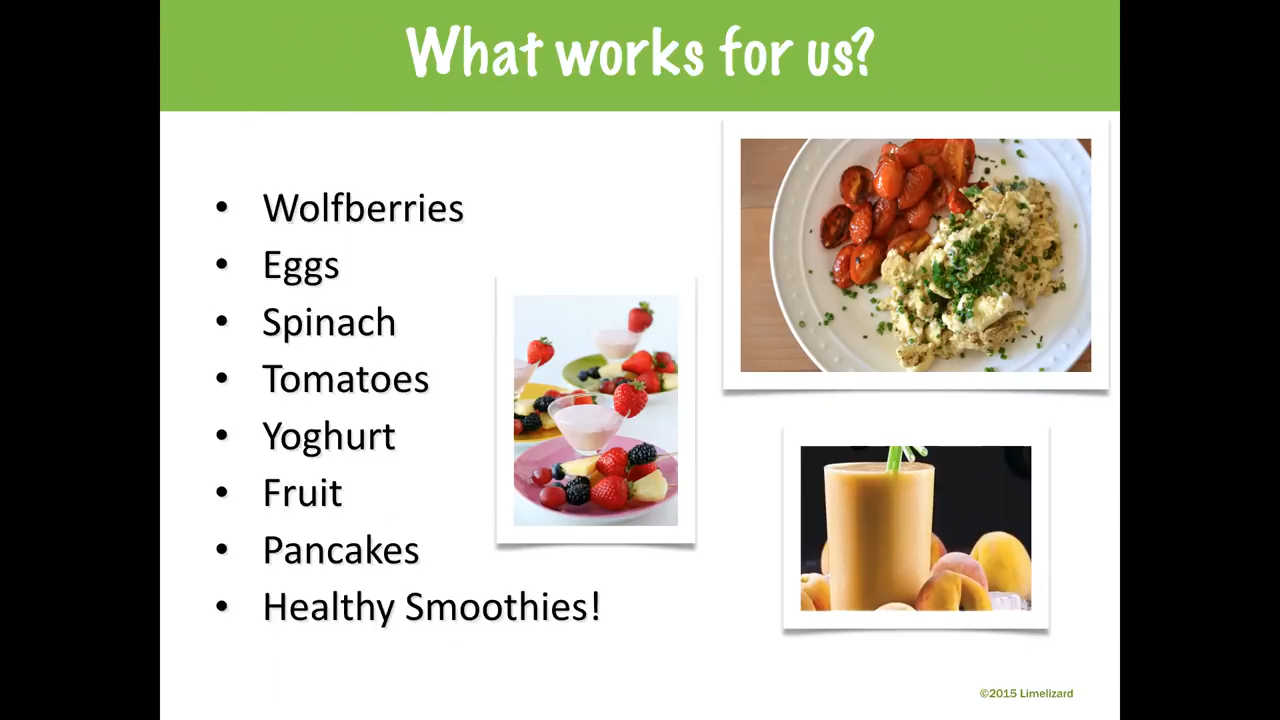 What works for us?
• Wolfberries
• Eggs
• Spinach
• Tomatoes
• Yoghurt
• Fruit
• Pancakes
• Healthy Smoothies!
©2015 Limelizard